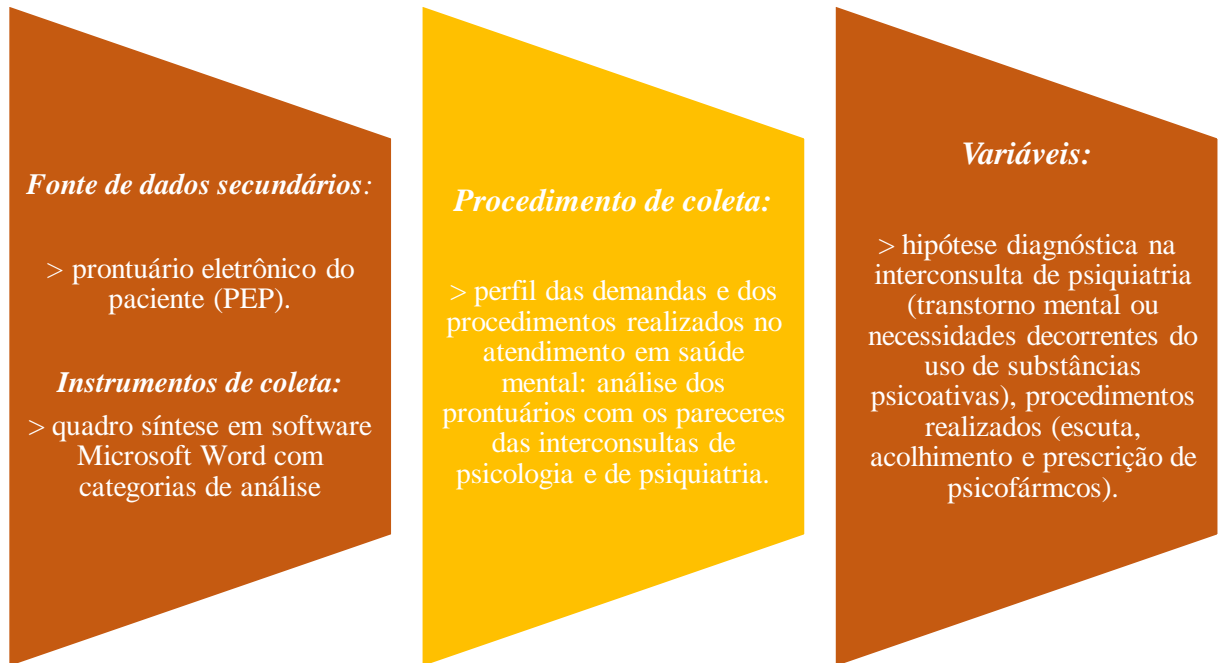 Fonte de dados secundários:
> prontuário eletrônico do
paciente (PEP).
Instrumentos de coleta:
> quadro síntese em software
Microsoft Word com
categorias de análise
Procedimento de coleta:
> perfil das demandas e dos
procedimentos realizados no
atendimento em saúde
mental: análise dos
prontuários com os pareceres
das interconsultas de
psicologia e de psiquiatria.
Variáveis:
> hipótese diagnóstica na
interconsulta de psiquiatria
(transtorno mental ou
necessidades decorrentes do
uso de substâncias
psicoativas), procedimentos
realizados (escuta,
acolhimento e prescrição de
psicofármcos).